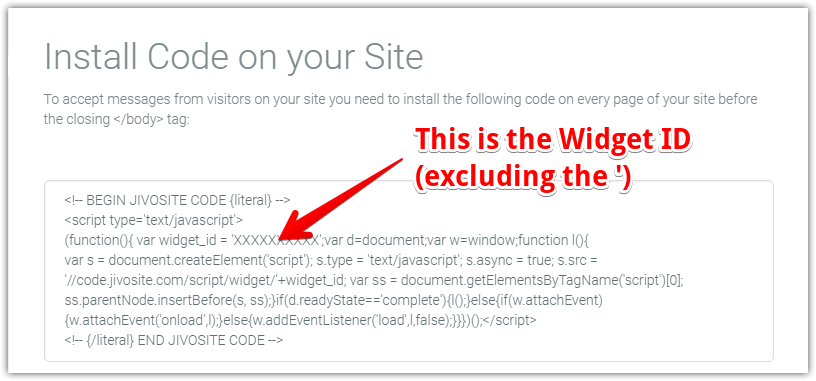 Install Code on your Site
To accept messages from visitors on your site you need to install the following code on every page of your site before
the closing </body> tag:
This is the Widget ID
(excluding the ')
<!-- BEGIN JIVOSITE CODE {literal} -->
<script type='text/javascript'>
(function(){ var widget_id = 'XXXXXXXXXX';var d=document;var w=window;function l(){
var s = document.createElement('script'); s.type = 'text/javascript'; s.async = true; s.src =
'//code.jivosite.com/script/widget/'+widget_id; var ss = document.getElementsByTagName('script')[0];
ss.parentNode.insertBefore(s, ss);}if(d.readyState=='complete'){l();}else{if(w.attachEvent)
{w.attachEvent('onload',l);}else{w.addEventListener('load',l,false);}}})();</script>
<!-- {/literal} END JIVOSITE CODE -->